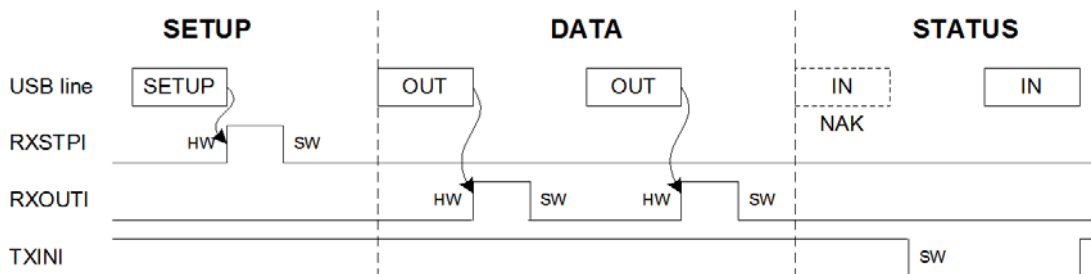 SETUP DATA STATUS
USB line SETUP OUT OUT IN IN
NAK
RXSTPI HW SW
RXOUTI HW SW HW SW
TXINI SW